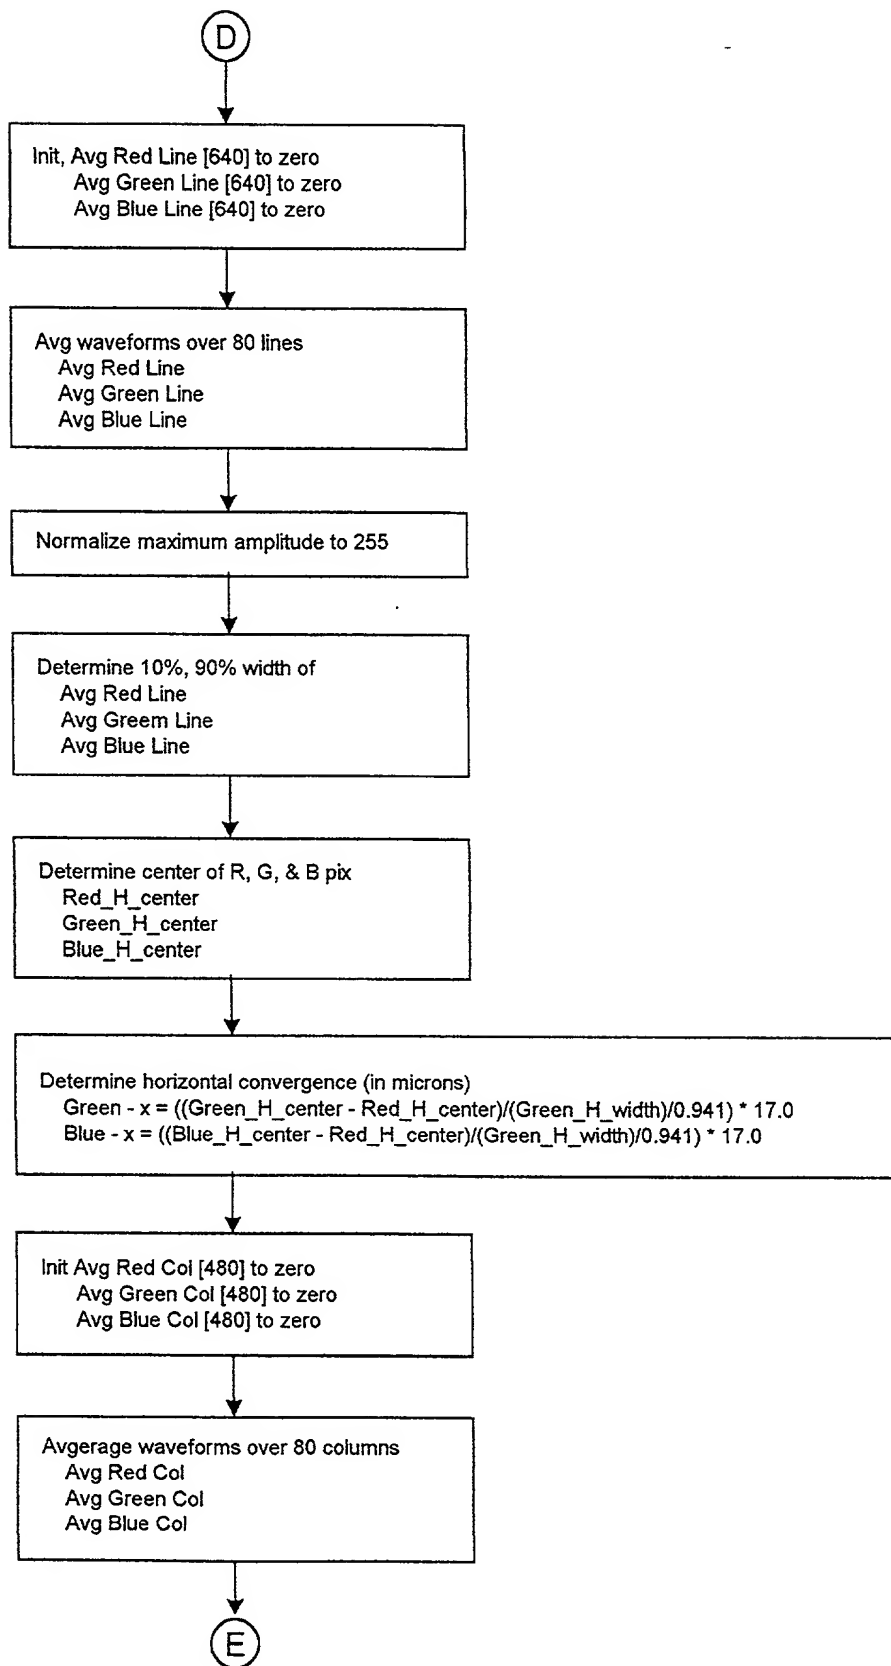 D
Init, Avg Red Line [640] to zero
Avg Green Line [640] to zero
Avg Blue Line [640] to zero
Avg waveforms over 80 lines
Avg Red Line
Avg Green Line
Avg Blue Line
Normalize maximum amplitude to 255
Determine 10%, 90% width of
Avg Red Line
Avg Greem Line
Avg Blue Line
Determine center of R, G, & B pix
Red_H_center
Green_H_center
Blue_H_center
Determine horizontal convergence (in microns)
Green - x = ((Green_H_center - Red_H_center)/(Green_H_width)/0.941) * 17.0
Blue - x = ((Blue_H_center - Red_H_center)/(Green_H_width)/0.941) * 17.0
Init Avg Red Col [480] to zero
Avg Green Col [480] to zero
Avg Blue Col [480] to zero
Avgerage waveforms over 80 columns
Avg Red Col
Avg Green Col
Avg Blue Col
E